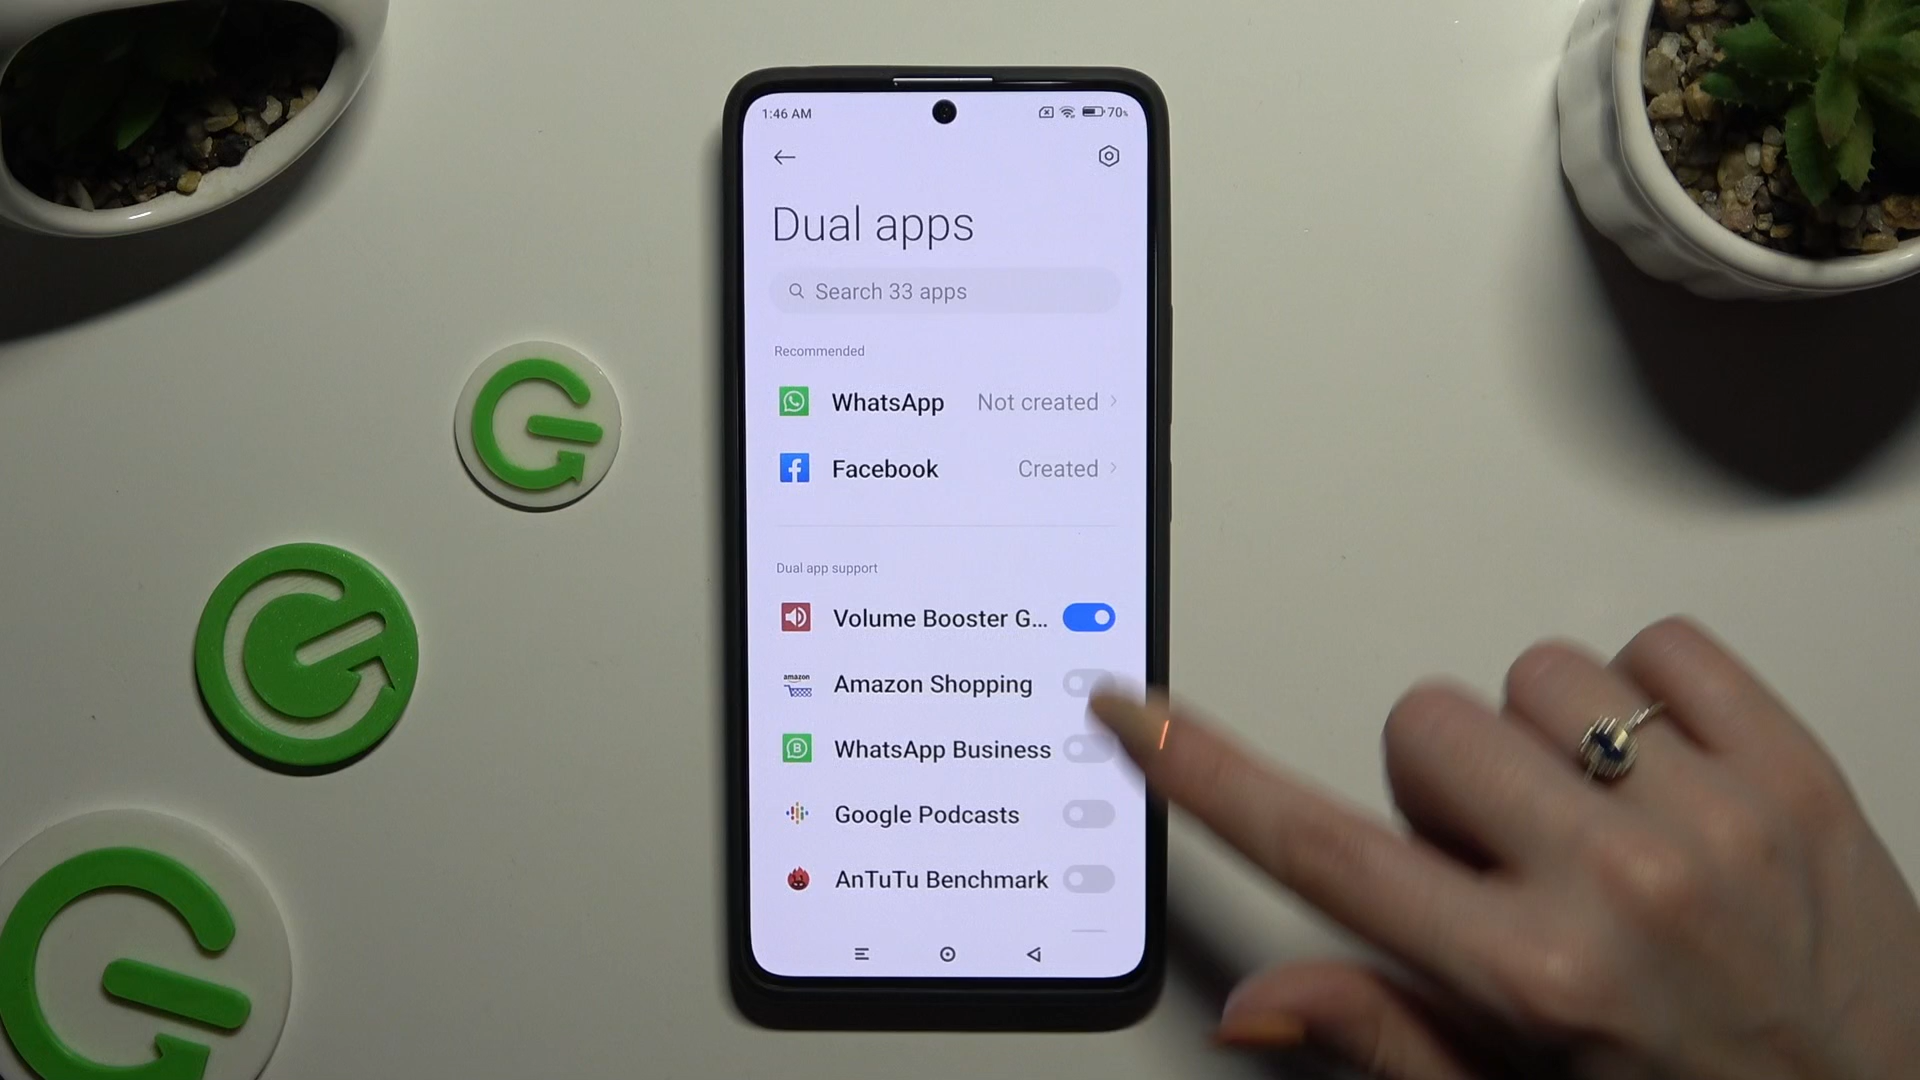 1:46 AM 70%
Dual apps
Search 33 apps
Recommended
WhatsApp Not created
Facebook Created
Dual app support
Volume Booster G...
amazon
Amazon Shopping
B
WhatsApp Business
Google Podcasts
AnTuTu Benchmark